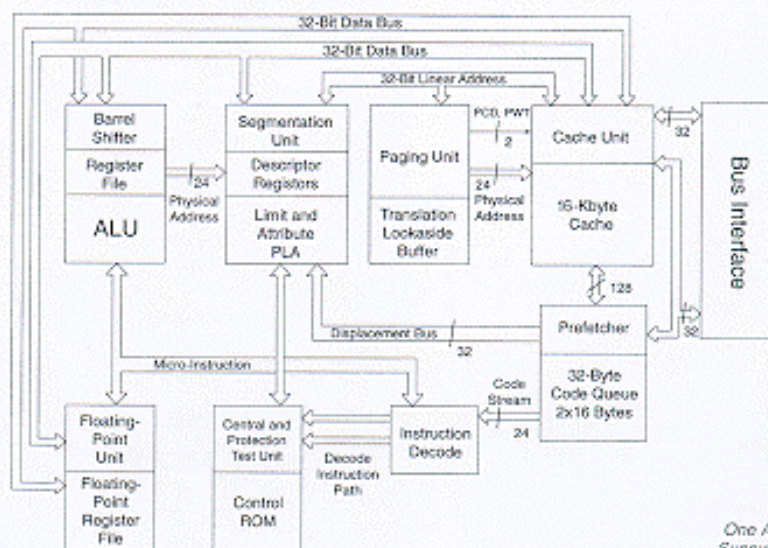 32-Bit Data Bus
32-Bit Data Bus
32-Bit Linear Address
Barrel
Shifter
Register
File
ALU
24
Physical
Address
Segmentation
Unit
Descriptor
Registers
Limit and
Attribute
PLA
Paging Unit
Translation
Lookaside
Buffer
PCD, PWT
2
24
Physical
Address
Cache Unit
16-Kbyte
Cache
32
Bus Interface
128
32
Prefetcher
32-Byte
Code Queue
2x16 Bytes
Displacement Bus
32
Micro-Instruction
Code
Stream
24
Instruction
Decode
Decode
Instruction
Path
Central and
Protection
Test Unit
Control
ROM
Floating-
Point
Unit
Floating-
Point
Register
File
One